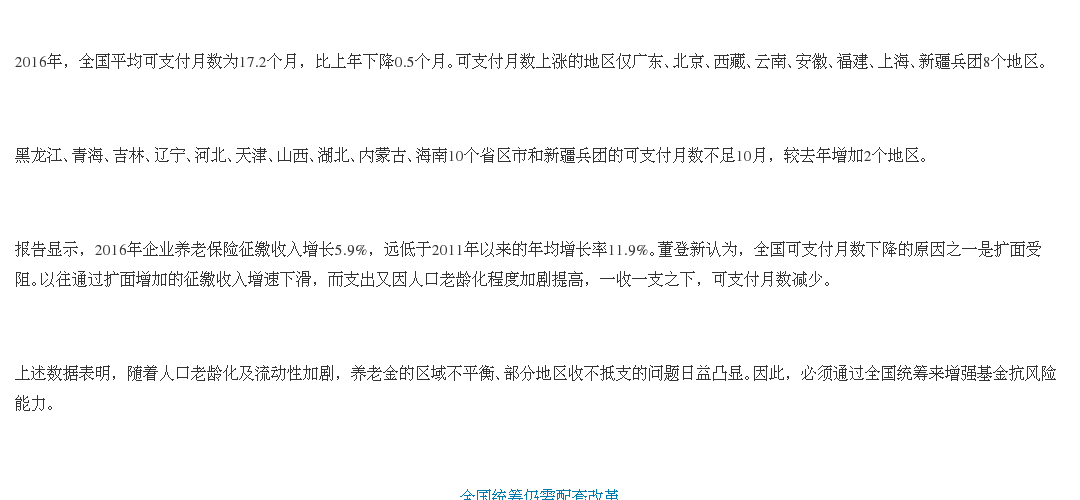 2016年，全国平均可支付月数为17.2个月，比上年下降0.5个月。可支付月数上涨的地区仅广东、北京、西藏、云南、安徽、福建、上海、新疆兵团8个地区。
黑龙江、青海、吉林、辽宁、河北、天津、山西、湖北、内蒙古、海南10个省区市和新疆兵团的可支付月数不足10月，较去年增加2个地区。
报告显示，2016年企业养老保险征缴收入增长5.9%，远低于2011年以来的年均增长率11.9%。董登新认为，全国可支付月数下降的原因之一是扩面受
阻。以往通过扩面增加的征缴收入增速下滑，而支出又因人口老龄化程度加剧提高，一收一支之下，可支付月数减少。
上述数据表明，随着人口老龄化及流动性加剧，养老金的区域不平衡、部分地区收不抵支的问题日益凸显。因此，必须通过全国统筹来增强基金抗风险
能力。
全国统筹仍需配套改革